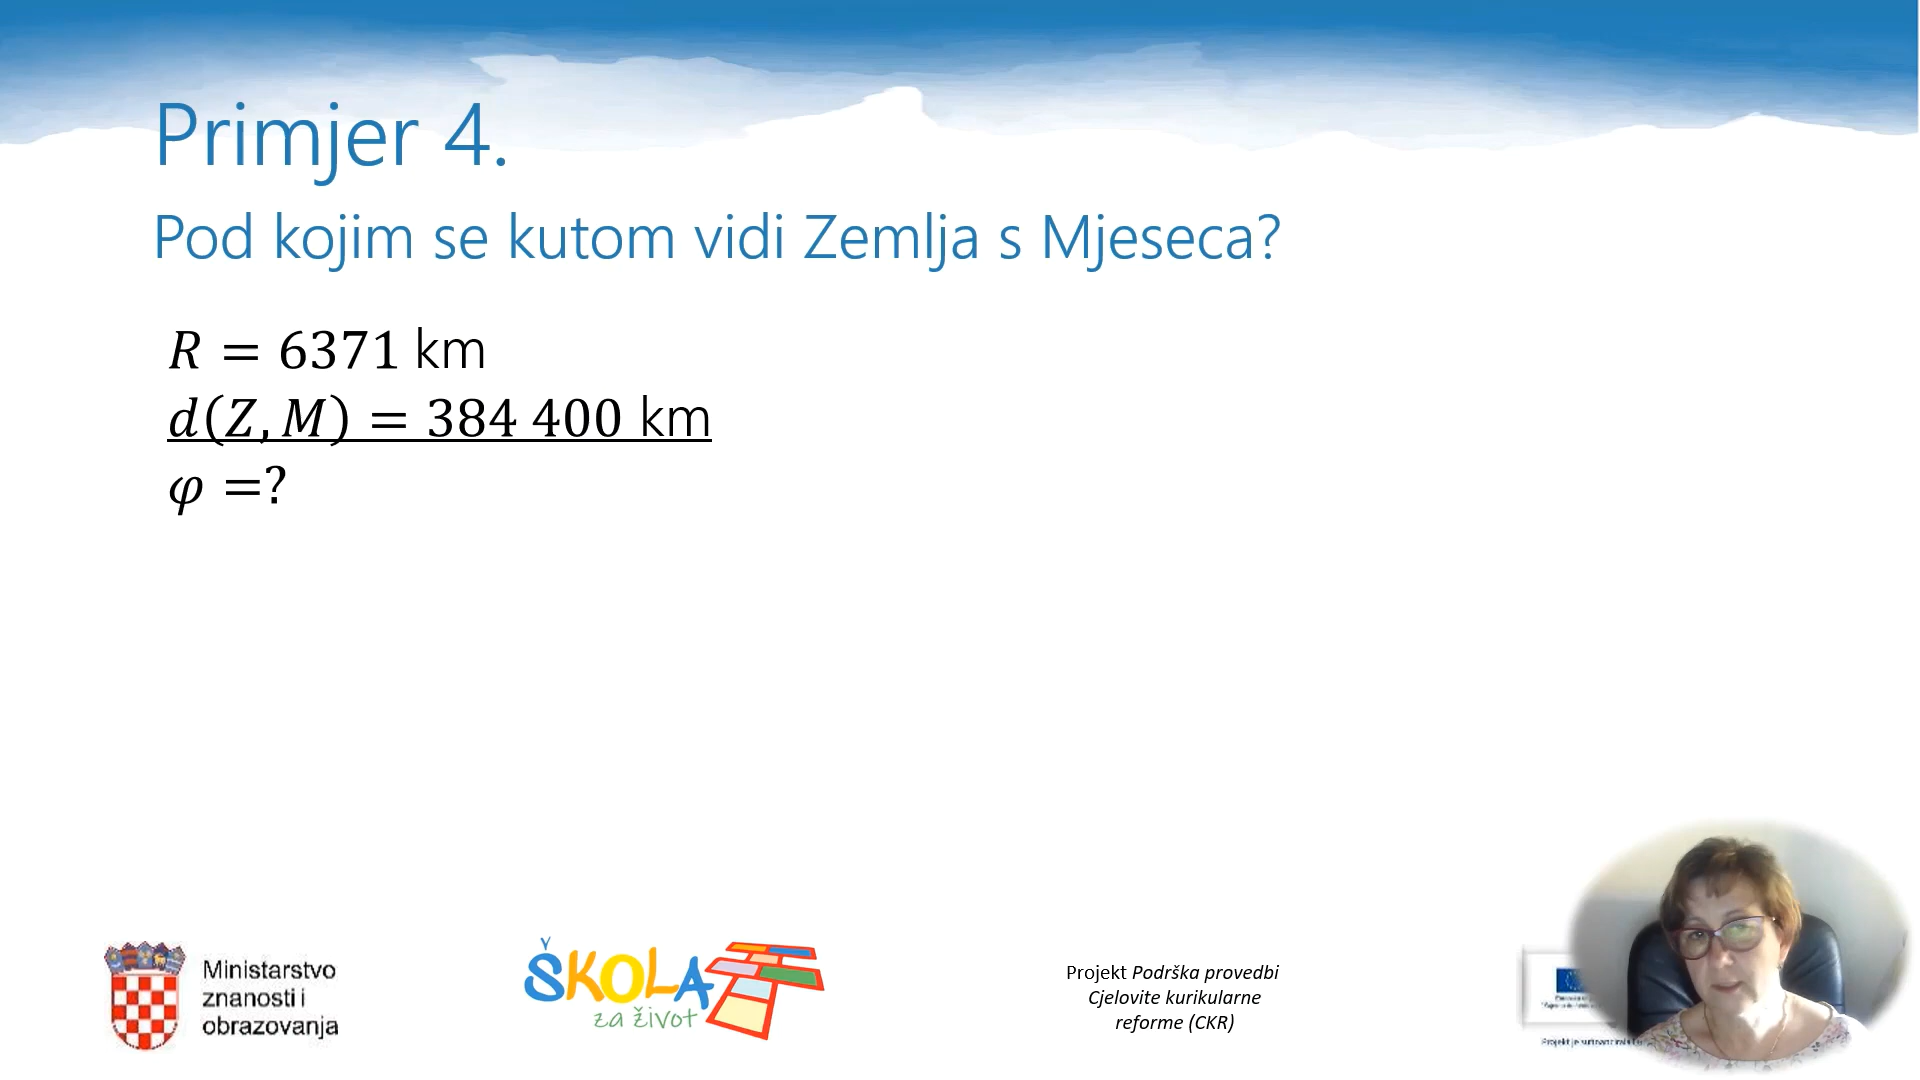 Primjer 4.
Pod kojim se kutom vidi Zemlja s Mjeseca?
R = 6371 km
d(Z, M) = 384 400 km
φ =?
Ministarstvo
znanosti i
obrazovanja
ŠKOLA
za život
Projekt Podrška provedbi
Cjelovite kurikularne
reforme (CKR)